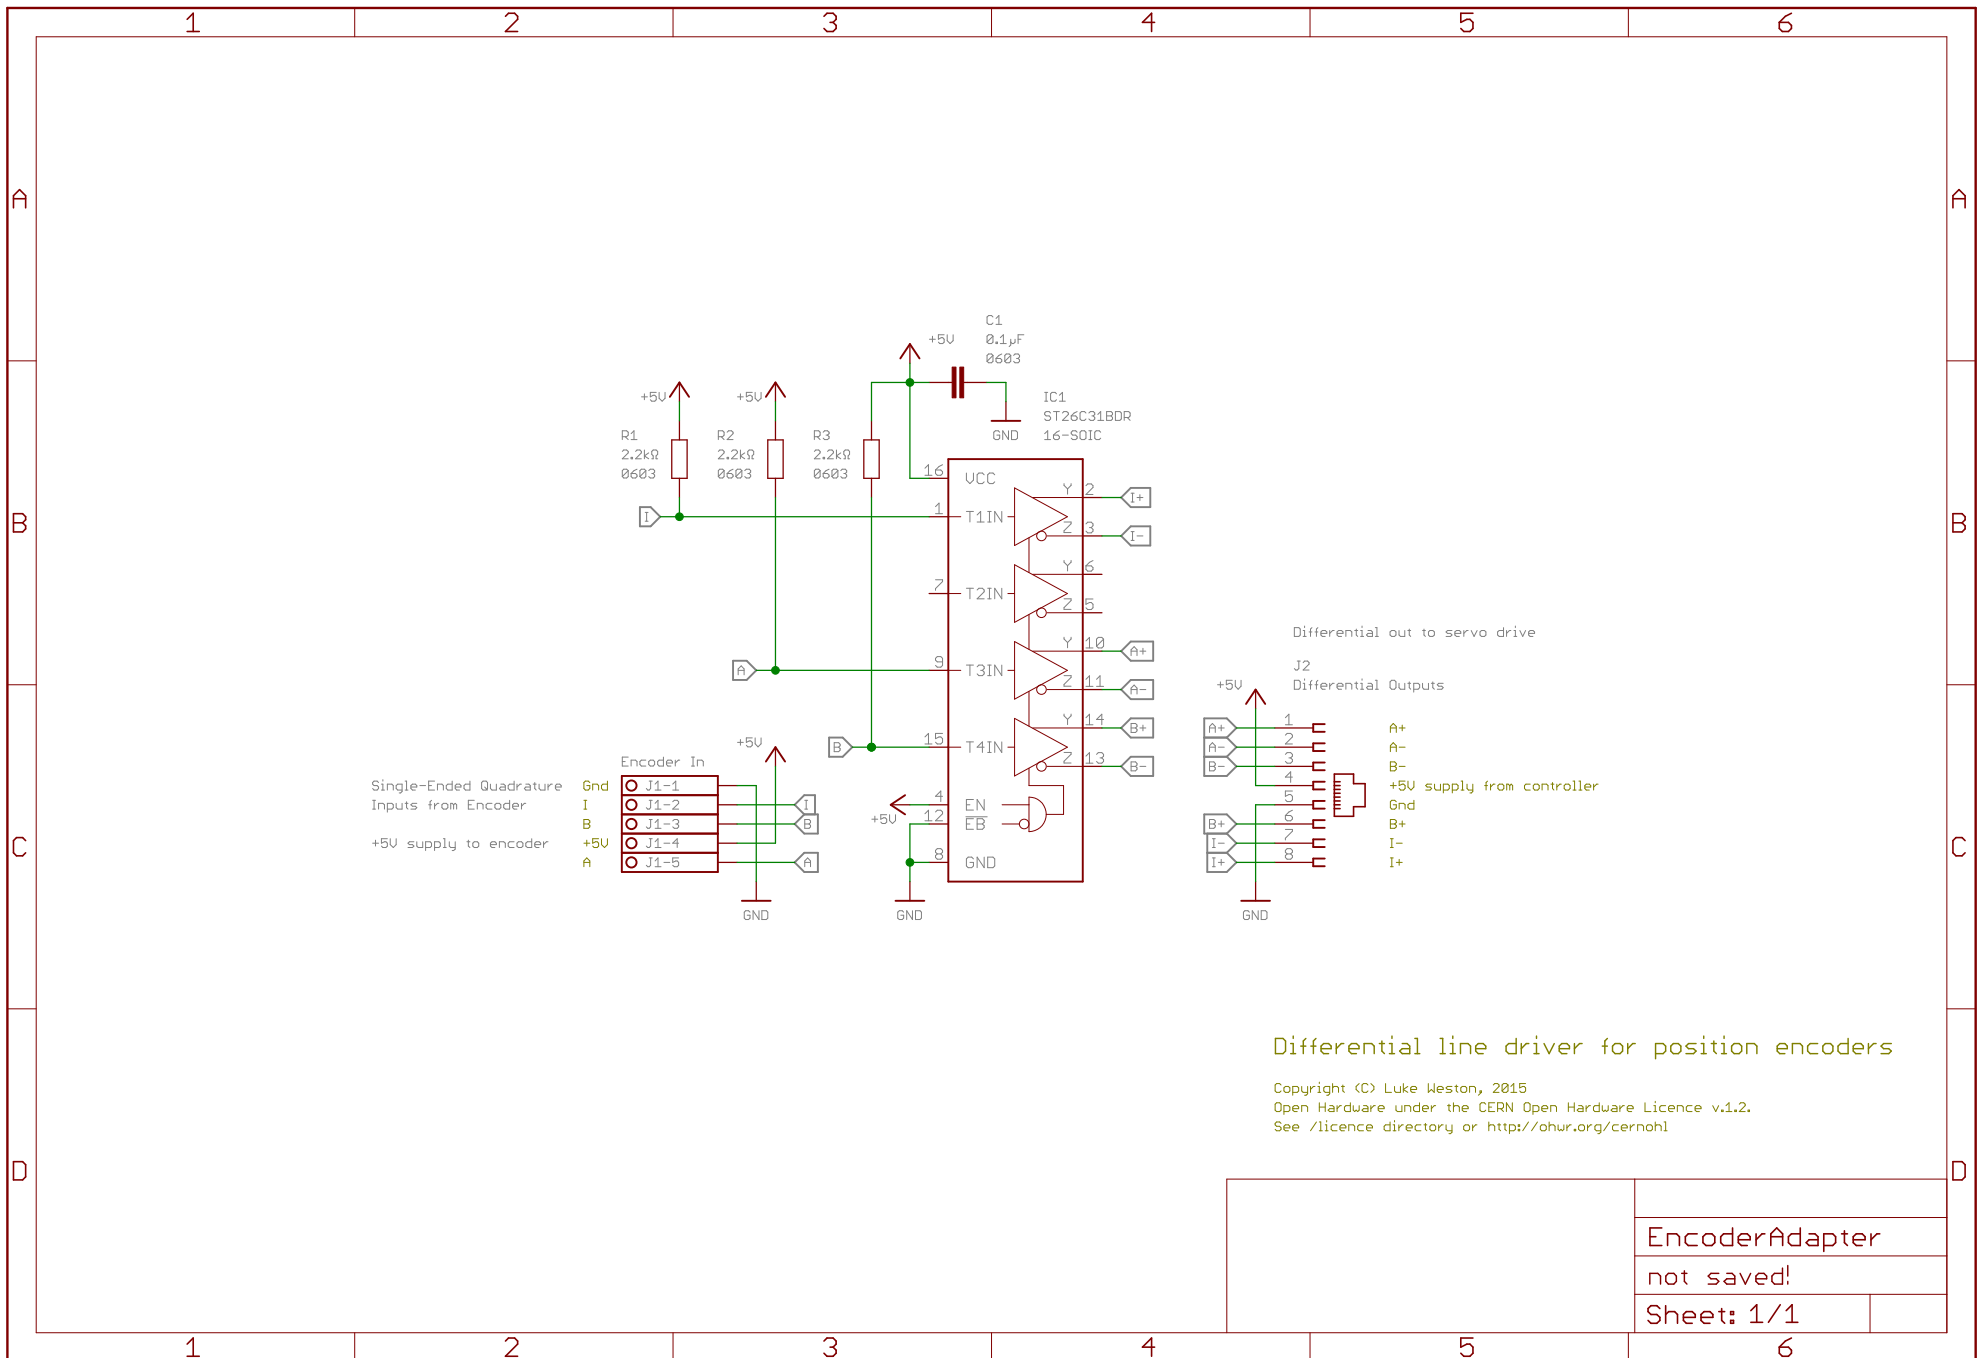 1 2 3 4 5 6
A A
B B
C C
D D
C1
0.1µF
0603
+5V
GND
+5V
+5V
R1
2.2kΩ
0603
R2
2.2kΩ
0603
R3
2.2kΩ
0603
IC1
ST26C31BDR
16-SOIC
16 VCC
1 T1IN
Y 2 I+
Z 3 I-
I
7 T2IN
Y 6
Z 5
A
9 T3IN
Y 10 A+
Z 11 A-
B
15 T4IN
Y 14 B+
Z 13 B-
+5V
4 EN
12 EB
8 GND
GND
Encoder In
+5V
Single-Ended Quadrature
Inputs from Encoder
+5V supply to encoder
Gnd J1-1
I J1-2 I
B J1-3 B
+5V J1-4
A J1-5 A
GND
Differential out to servo drive
J2
Differential Outputs
+5V
A+ 1 A+
A- 2 A-
B- 3 B-
4 +5V supply from controller
5 Gnd
B+ 6 B+
I- 7 I-
I+ 8 I+
GND
Differential line driver for position encoders
Copyright (C) Luke Weston, 2015
Open Hardware under the CERN Open Hardware Licence v.1.2.
See /licence directory or http://ohwr.org/cernohl
EncoderAdapter
not saved!
Sheet: 1/1
1 2 3 4 5 6